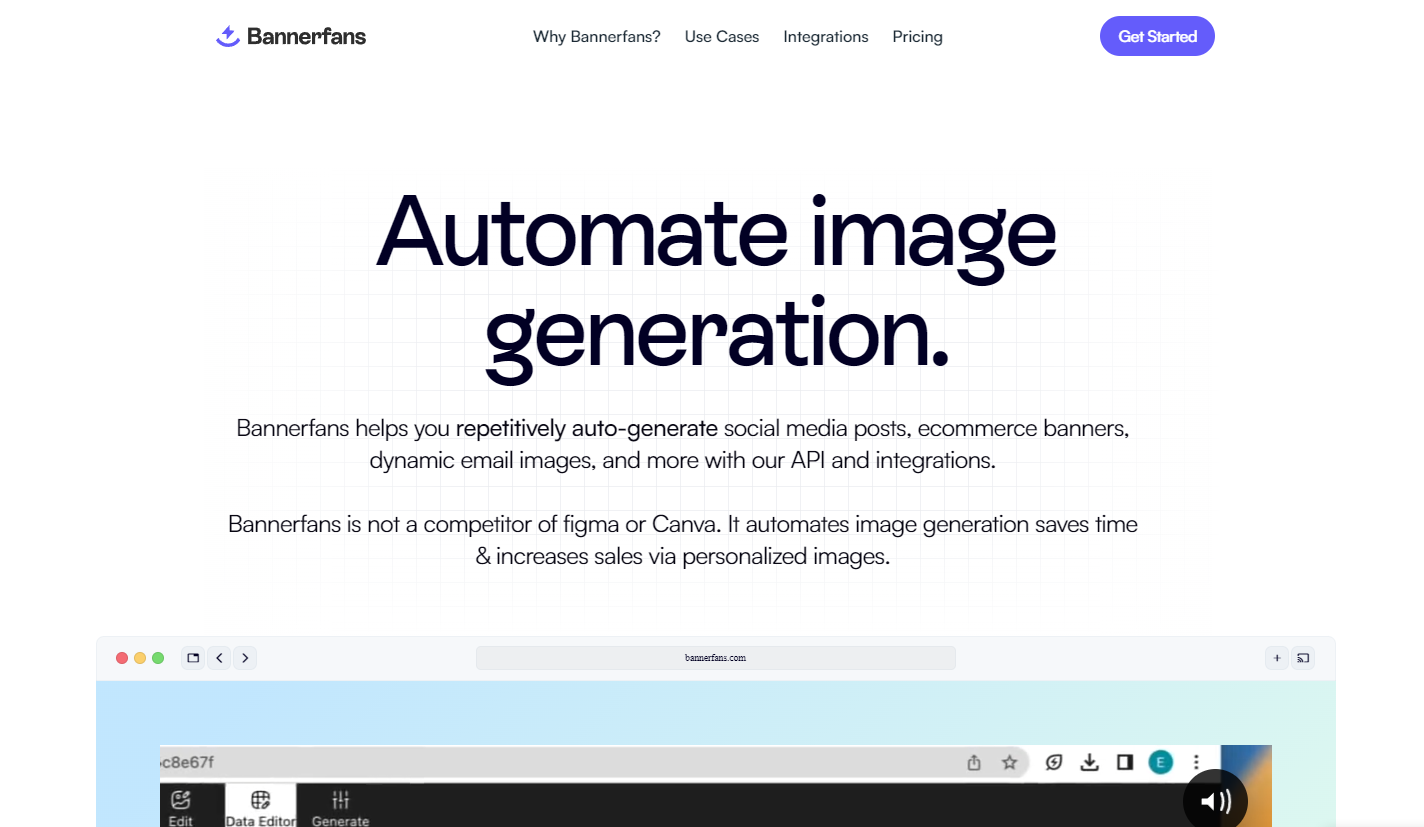 Bannerfans
Why Bannerfans?
Use Cases
Integrations
Pricing
Get Started
Automate image
generation.
Bannerfans helps you repetitively auto-generate social media posts, ecommerce banners,
dynamic email images, and more with our API and integrations.
Bannerfans is not a competitor of figma or Canva. It automates image generation saves time
& increases sales via personalized images.
bannerfans.com
c8e67f
E
Edit
Data Editor
Generate